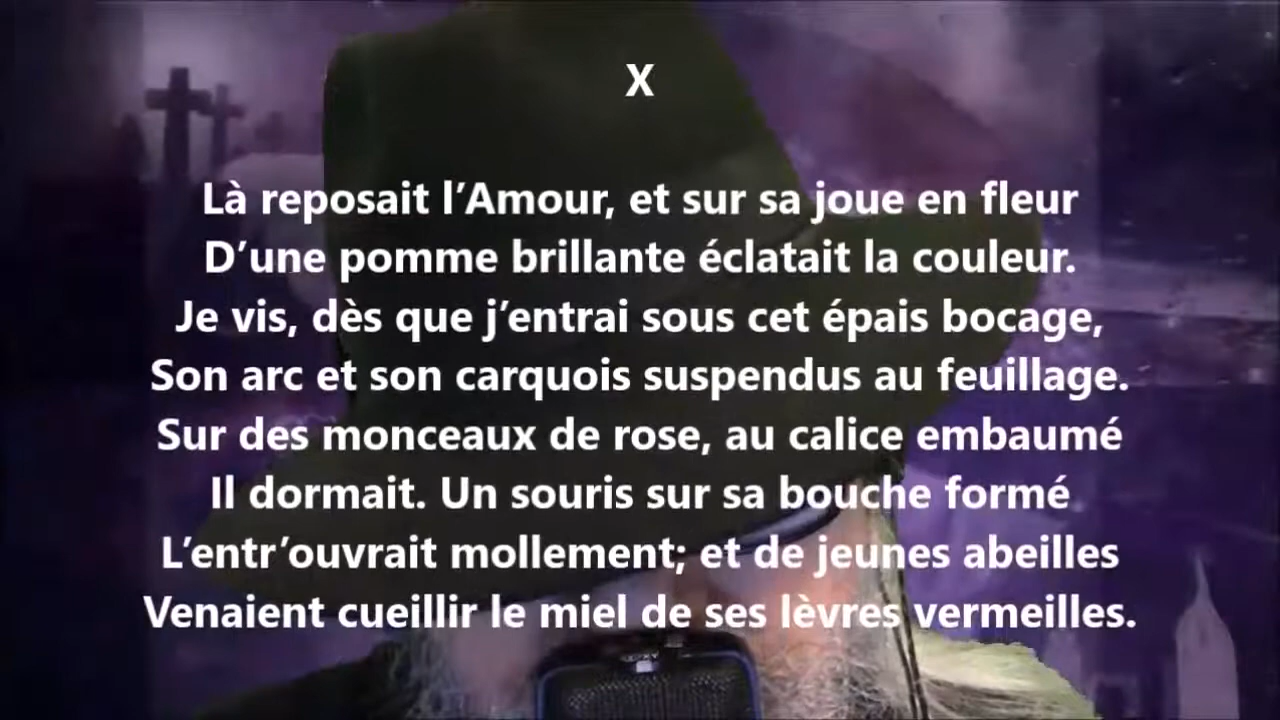 X
Là reposait l’Amour, et sur sa joue en fleur
D’une pomme brillante éclatait la couleur.
Je vis, dès que j’entrai sous cet épais bocage,
Son arc et son carquois suspendus au feuillage.
Sur des monceaux de rose, au calice embaumé
Il dormait. Un souris sur sa bouche formé
L’entr’ouvrait mollement; et de jeunes abeilles
Venaient cueillir le miel de ses lèvres vermeilles.